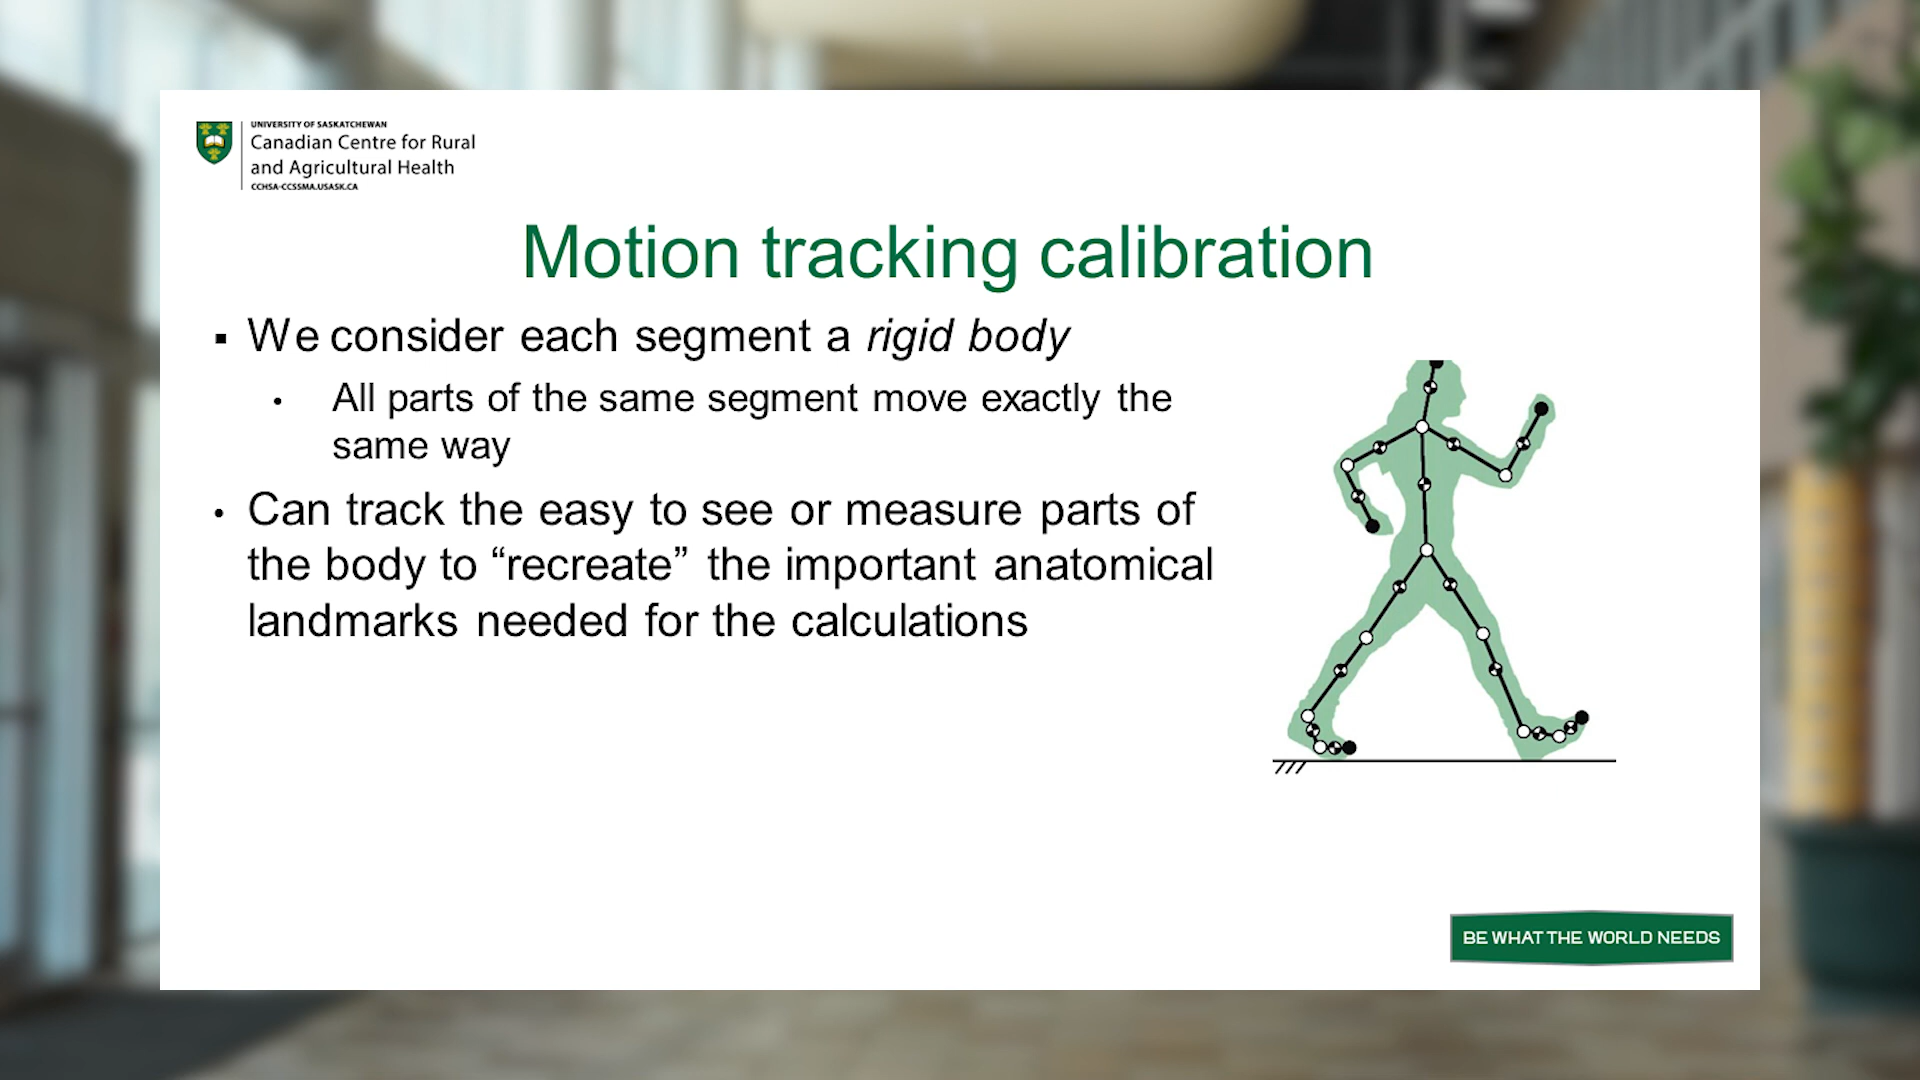 UNIVERSITY OF SASKATCHEWAN
Canadian Centre for Rural
and Agricultural Health
CCHSA-CCSSMA.USASK.CA
Motion tracking calibration
▪ We consider each segment a rigid body
• All parts of the same segment move exactly the
same way
• Can track the easy to see or measure parts of
the body to “recreate” the important anatomical
landmarks needed for the calculations
BE WHAT THE WORLD NEEDS